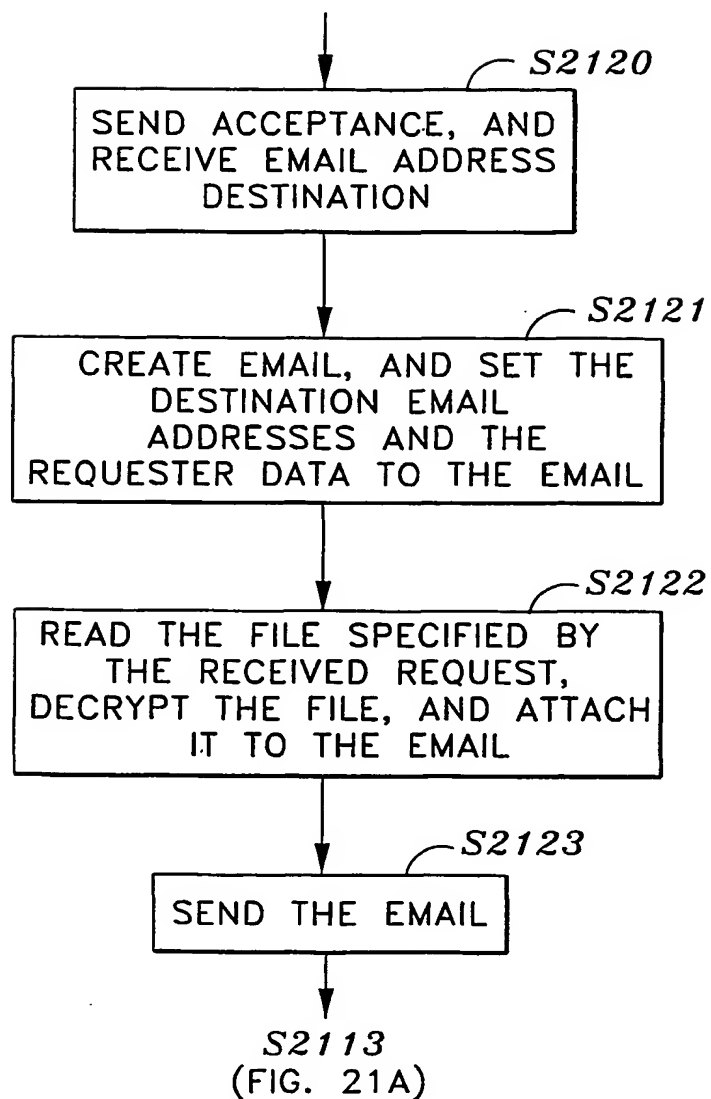 S2120
SEND ACCEPTANCE, AND
RECEIVE EMAIL ADDRESS
DESTINATION
S2121
CREATE EMAIL, AND SET THE
DESTINATION EMAIL
ADDRESSES AND THE
REQUESTER DATA TO THE EMAIL
S2122
READ THE FILE SPECIFIED BY
THE RECEIVED REQUEST,
DECRYPT THE FILE, AND ATTACH
IT TO THE EMAIL
S2123
SEND THE EMAIL
S2113
(FIG. 21A)